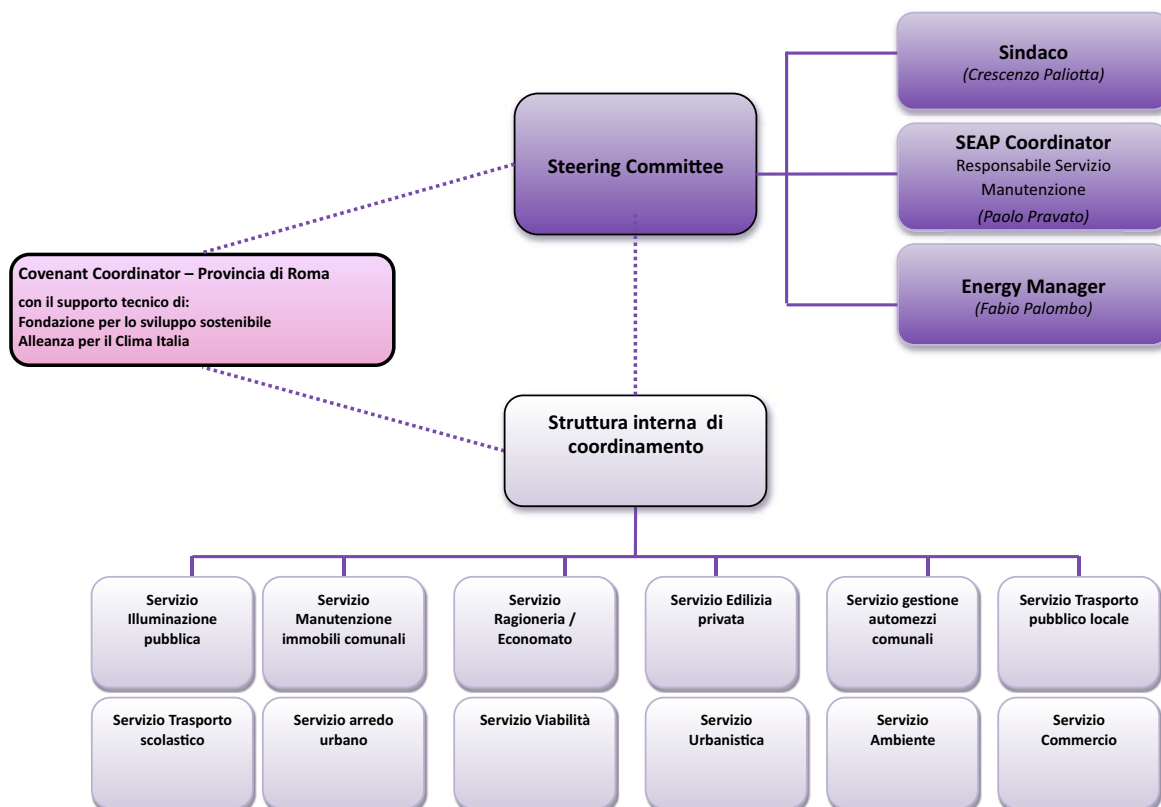 Sindaco
(Crescenzo Paliotta)
Steering Committee
SEAP Coordinator
Responsabile Servizio
Manutenzione
(Paolo Pravato)
Energy Manager
(Fabio Palombo)
Covenant Coordinator – Provincia di Roma
con il supporto tecnico di:
Fondazione per lo sviluppo sostenibile
Alleanza per il Clima Italia
Struttura interna di
coordinamento
Servizio
Illuminazione
pubblica
Servizio
Manutenzione
immobili comunali
Servizio
Ragioneria /
Economato
Servizio Edilizia
privata
Servizio gestione
automezzi
comunali
Servizio Trasporto
pubblico locale
Servizio Trasporto
scolastico
Servizio arredo
urbano
Servizio Viabilità
Servizio
Urbanistica
Servizio
Ambiente
Servizio
Commercio